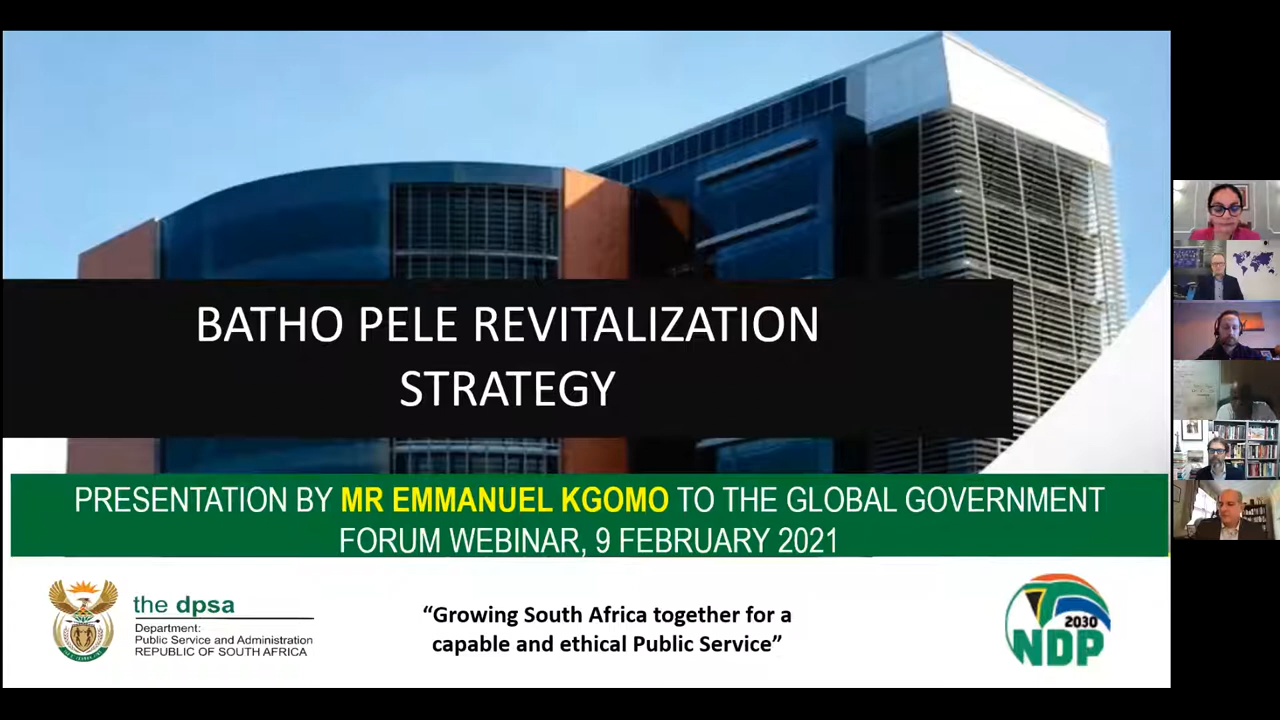 BATHO PELE REVITALIZATION
STRATEGY
PRESENTATION BY MR EMMANUEL KGOMO TO THE GLOBAL GOVERNMENT
FORUM WEBINAR, 9 FEBRUARY 2021
the dpsa
Department:
Public Service and Administration
REPUBLIC OF SOUTH AFRICA
“Growing South Africa together for a
capable and ethical Public Service”
2030
NDP